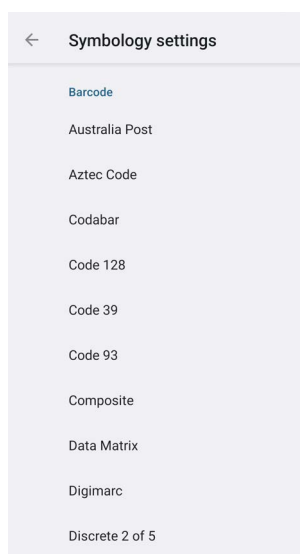 Symbology settings
Barcode
Australia Post
Aztec Code
Codabar
Code 128
Code 39
Code 93
Composite
Data Matrix
Digimarc
Discrete 2 of 5